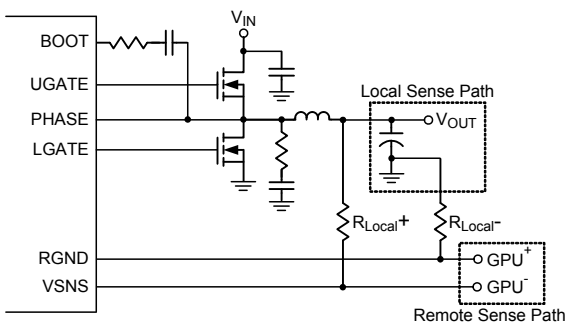 VIN
BOOT
UGATE
Local Sense Path
PHASE
VOUT
LGATE
RLocal+
RLocal-
RGND
GPU+
VSNS
GPU-
Remote Sense Path